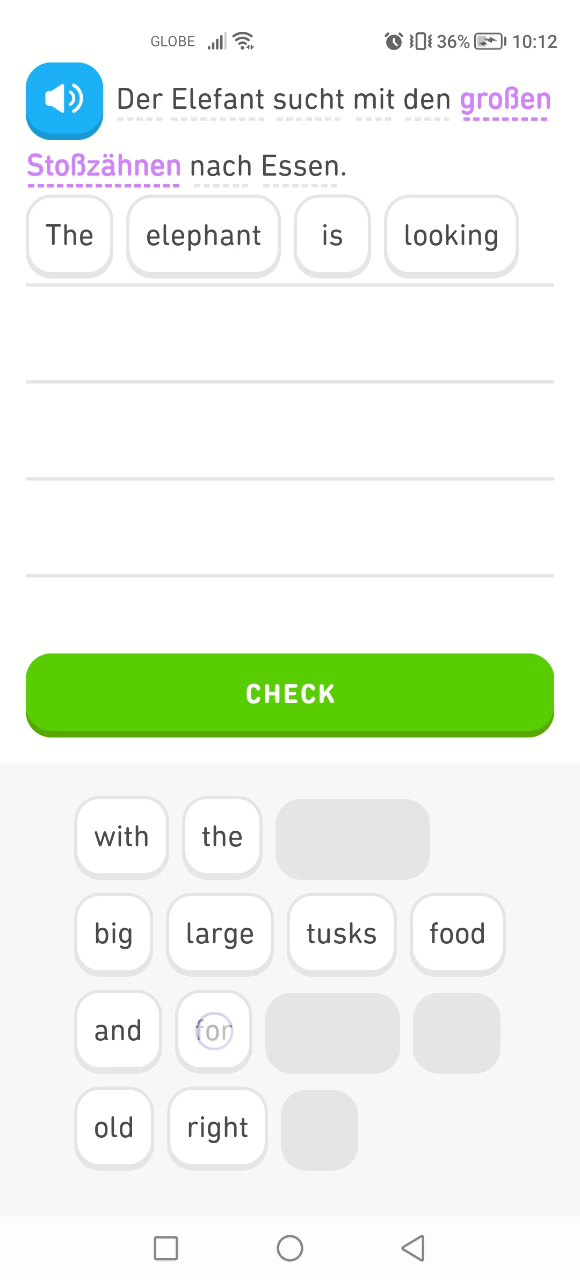 GLOBE 36% 10:12
Der Elefant sucht mit den großen
Stoßzähnen nach Essen.
The elephant is looking
CHECK
with the
big large tusks food
and for
old right